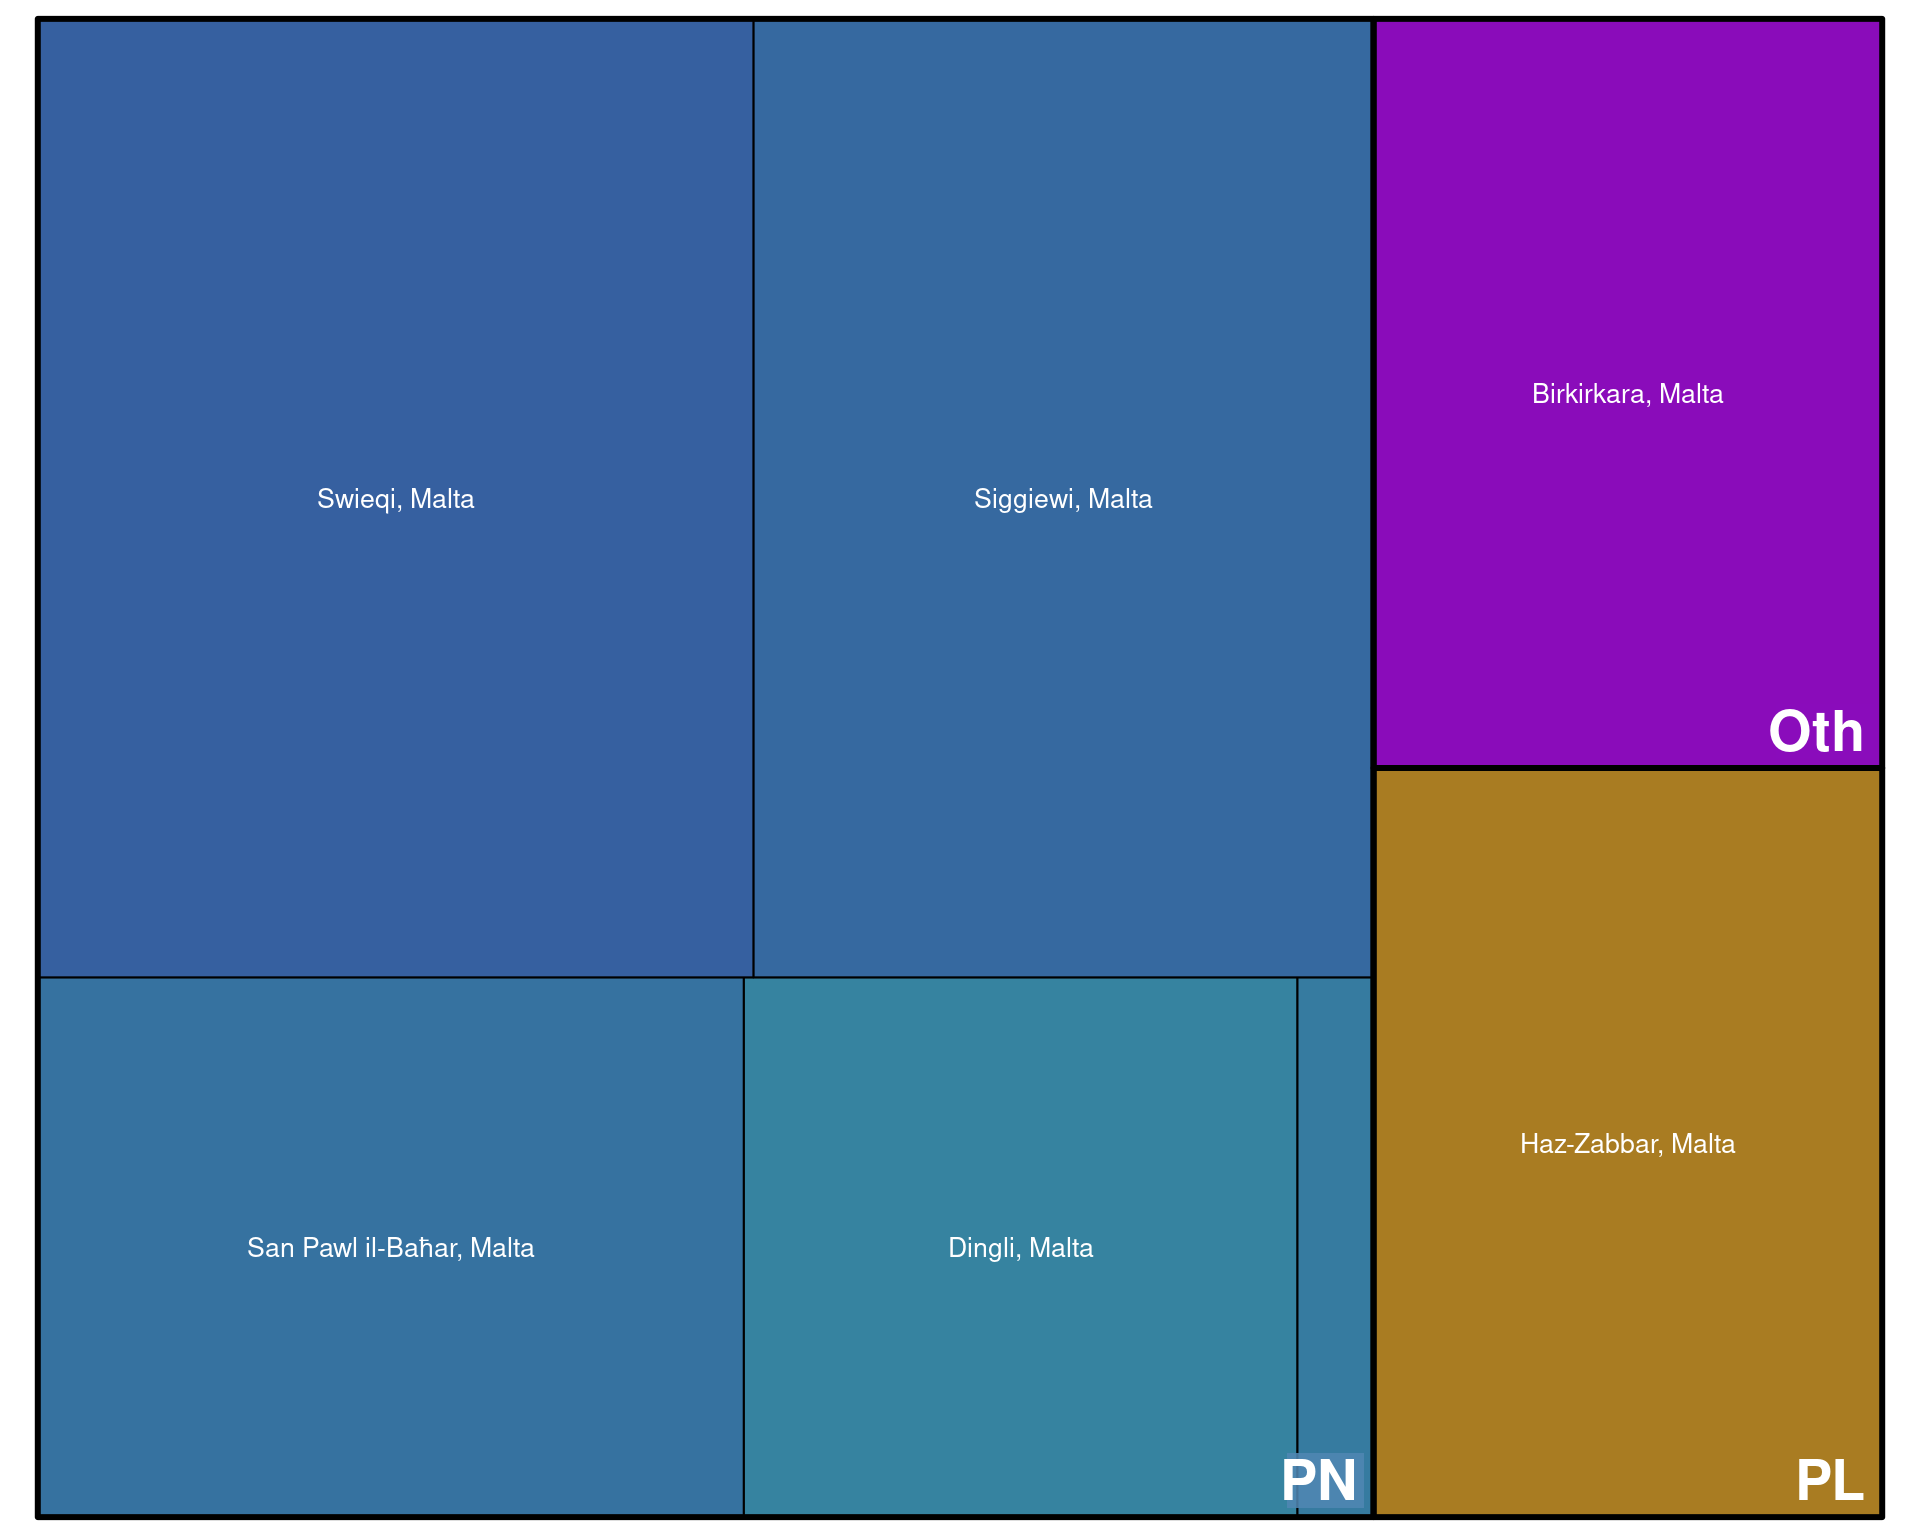 Swieqi, Malta
Siggiewi, Malta
Birkirkara, Malta
Oth
Haz-Zabbar, Malta
San Pawl il-Baħar, Malta
Dingli, Malta
PN
PL